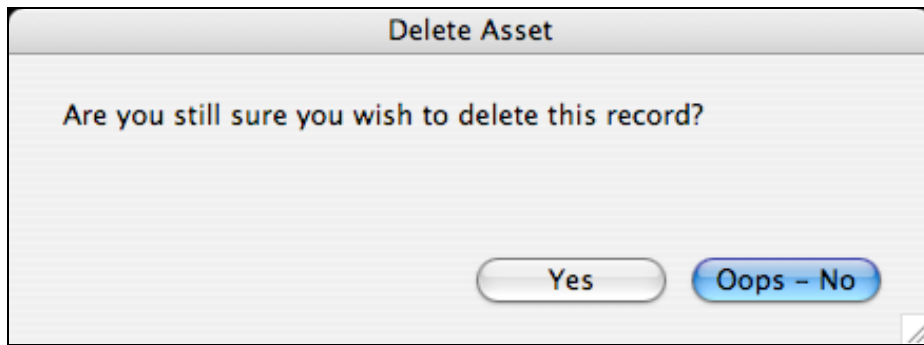 Delete Asset
Are you still sure you wish to delete this record?
Yes
Oops – No